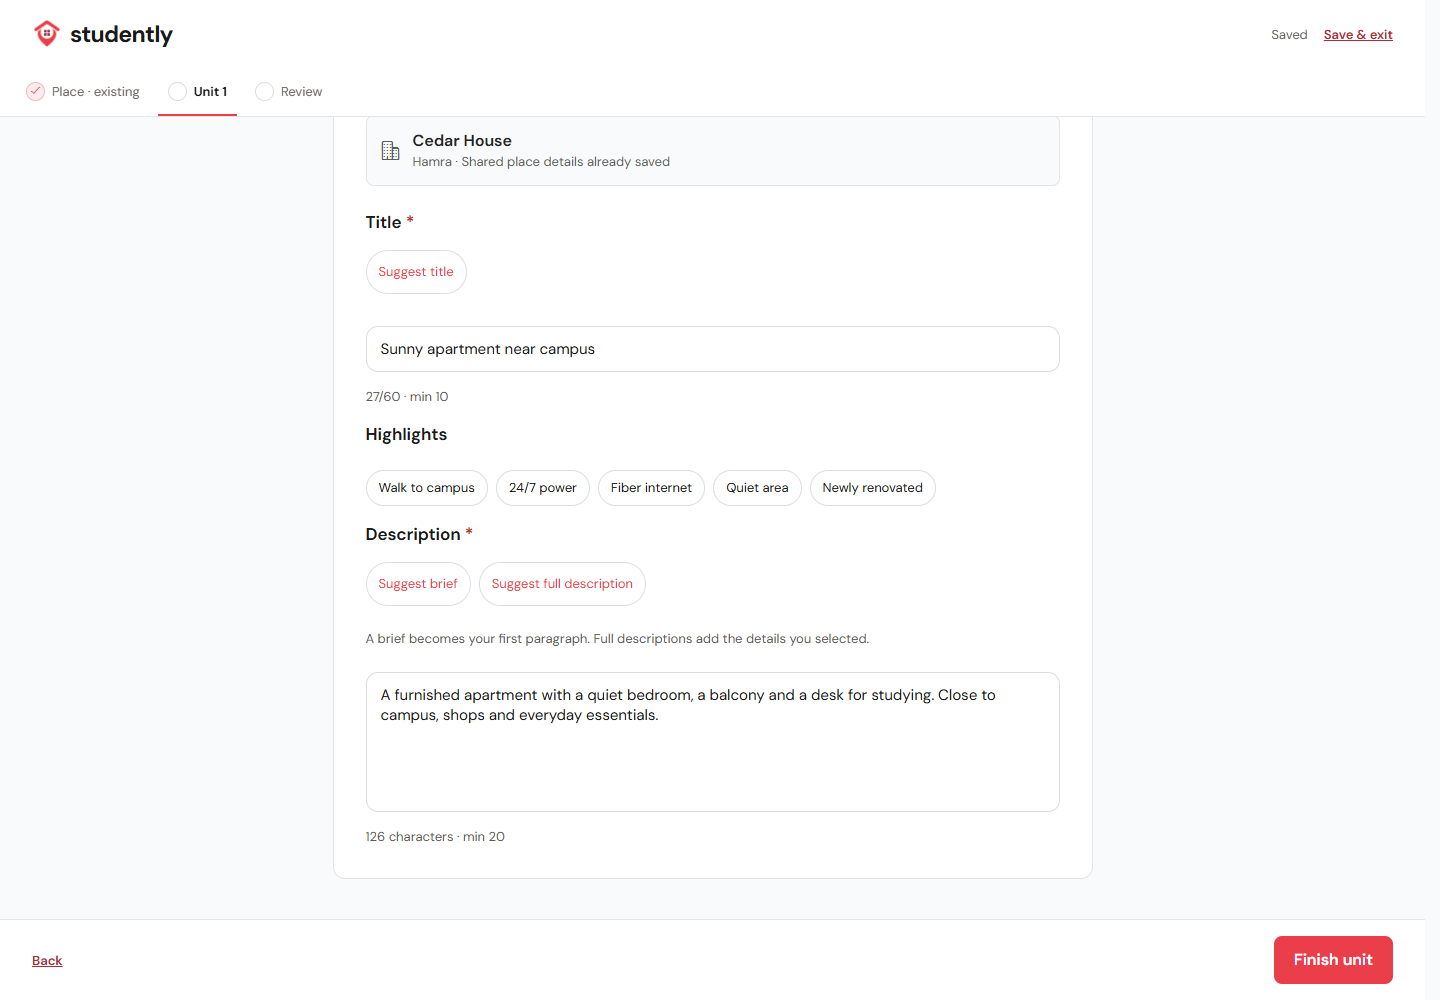 studently
Saved
Save & exit
Place · existing
Unit 1
Review
Cedar House
Hamra · Shared place details already saved
Title *
Suggest title
Sunny apartment near campus
27/60 · min 10
Highlights
Walk to campus
24/7 power
Fiber internet
Quiet area
Newly renovated
Description *
Suggest brief
Suggest full description
A brief becomes your first paragraph. Full descriptions add the details you selected.
A furnished apartment with a quiet bedroom, a balcony and a desk for studying. Close to
campus, shops and everyday essentials.
126 characters · min 20
Back
Finish unit